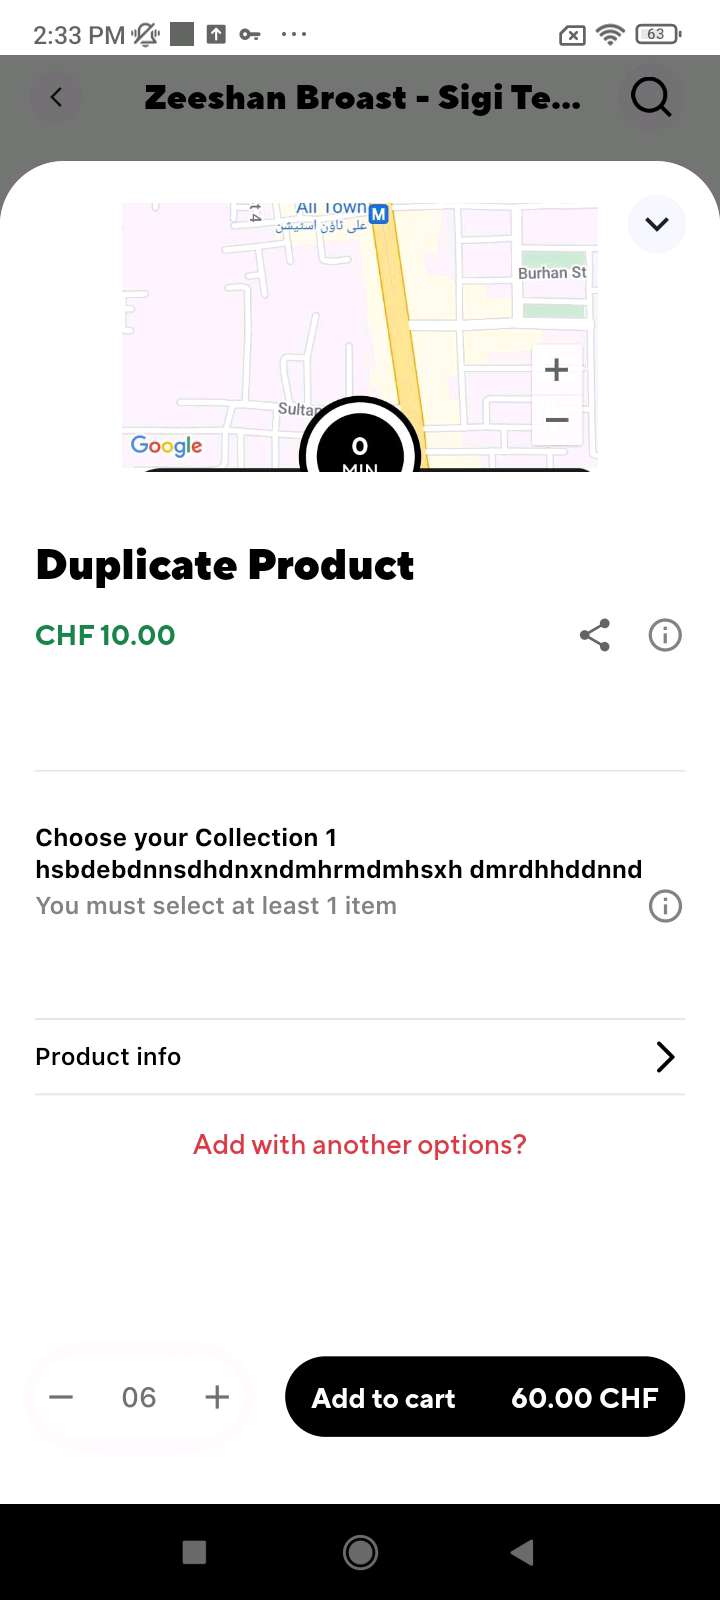 2:33 PM
63
Zeeshan Broast - Sigi Te...
t 4
Ali Town
M
علی ٹاؤن اسٹیشن
Burhan St
+
Sultan
−
Google
0
MIN
Duplicate Product
CHF 10.00
Choose your Collection 1
hsbdebdnnsdhdnxndmhrmdmhsxh dmrdhhddnnd
You must select at least 1 item
Product info
Add with another options?
− 06 +
Add to cart 60.00 CHF